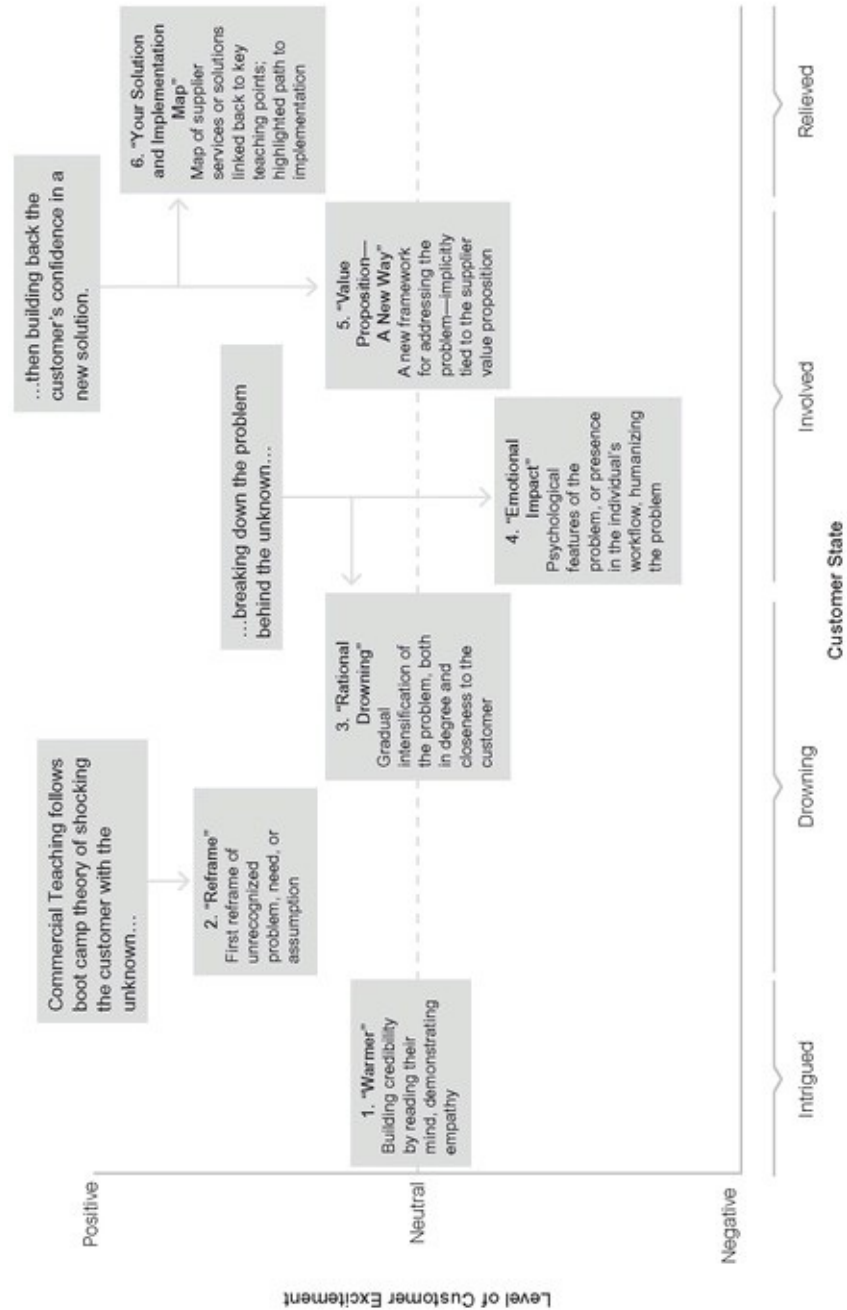 Level of Customer Excitement
Positive
Neutral
Negative
Commercial Teaching follows
boot camp theory of shocking
the customer with the
unknown…
…breaking down the problem
behind the unknown…
…then building back the
customer's confidence in a
new solution.
1. "Warmer"
Building credibility
by reading their
mind, demonstrating
empathy
2. "Reframe"
First reframe of
unrecognized
problem, need, or
assumption
3. "Rational
Drowning"
Gradual
intensification of
the problem, both
in degree and
closeness to the
customer
4. "Emotional
Impact"
Psychological
features of the
problem, or presence
in the individual's
workflow, humanizing
the problem
5. "Value
Proposition—
A New Way"
A new framework
for addressing the
problem—implicitly
tied to the supplier
value proposition
6. "Your Solution
and Implementation
Map"
Map of supplier
services or solutions
linked back to key
teaching points;
highlighted path to
implementation
Intrigued
Drowning
Involved
Relieved
Customer State